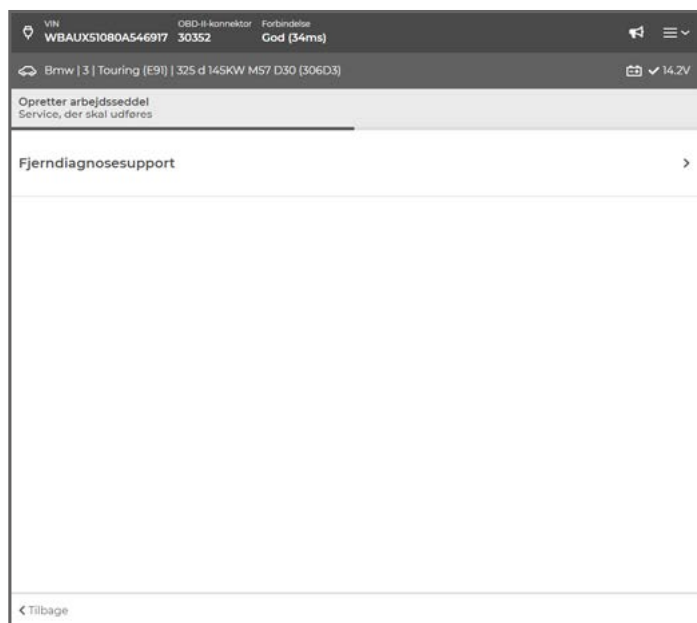 VIN OBD-II-konnektor Forbindelse
WBAUX51080A546917 30352 God (34ms)
Bmw | 3 | Touring (E91) | 325 d 145KW M57 D30 (306D3) 14.2V
Opretter arbejdsseddel
Service, der skal udføres
Fjerndiagnosesupport
Tilbage